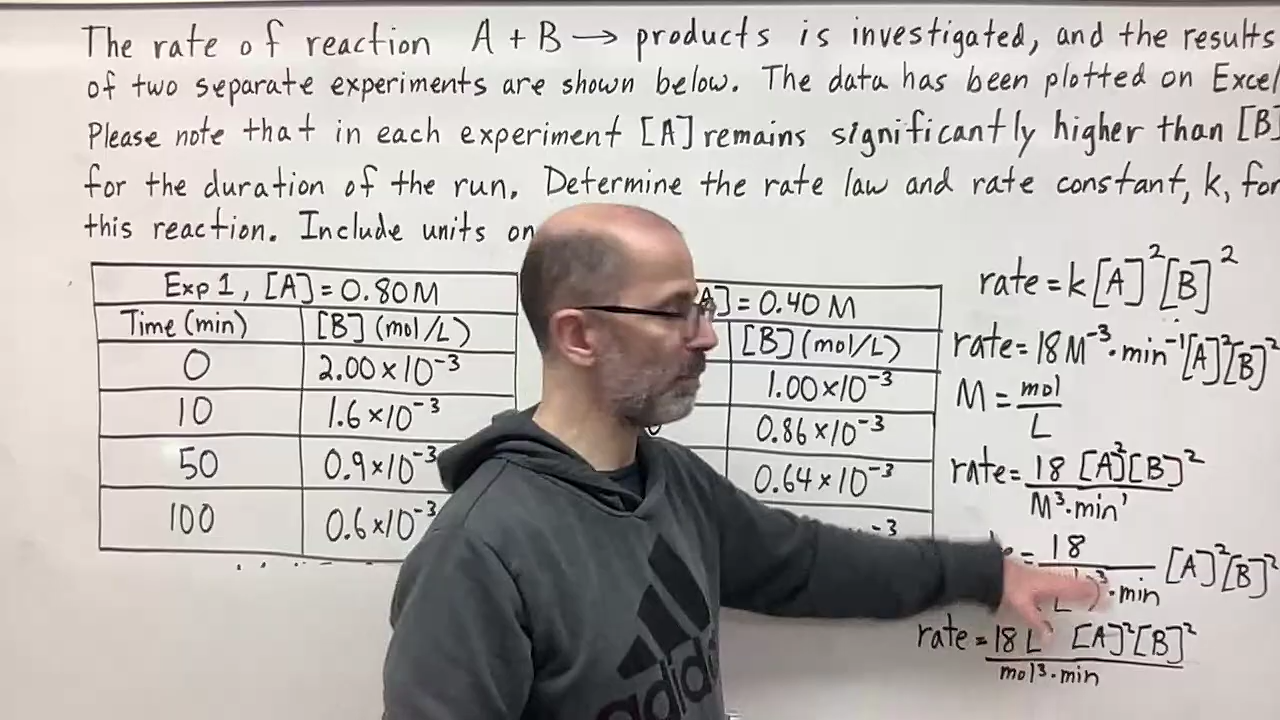 The rate of reaction A + B → products is investigated, and the results
of two separate experiments are shown below. The data has been plotted on Excel
Please note that in each experiment [A] remains significantly higher than [B]
for the duration of the run. Determine the rate law and rate constant, k, for
this reaction. Include units on
Exp 1, [A] = 0.80 M
Time (min) [B] (mol/L)
0 2.00×10⁻³
10 1.6×10⁻³
50 0.9×10⁻³
100 0.6×10⁻³
A] = 0.40 M
[B] (mol/L)
1.00×10⁻³
0.86×10⁻³
0.64×10⁻³
⁻³
rate = k[A]²[B]²
rate = 18 M⁻³·min⁻¹[A]²[B]²
M = mol
L
rate = 18 [A]²[B]²
M³·min¹
= 18 [A]²[B]²
L )³·min
rate = 18 L [A]²[B]²
mol³·min
adida